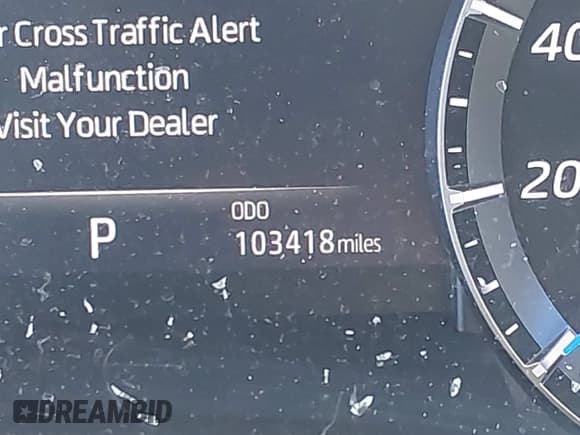 r Cross Traffic Alert
Malfunction
Visit Your Dealer
P
ODO
103418 miles
40
20
DREAMBID